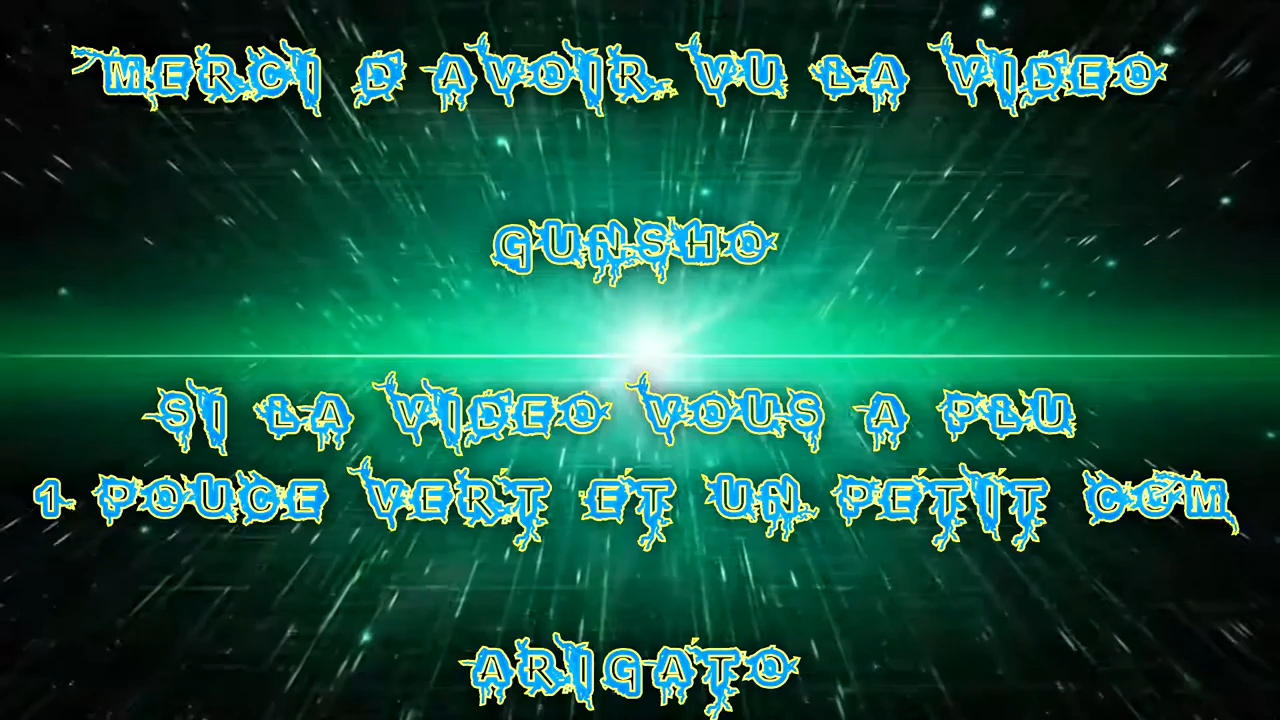 MERCI D AVOIR VU LA VIDEO
GUNSHO
SI LA VIDEO VOUS A PLU
1 POUCE VERT ET UN PETIT COM
ARIGATO